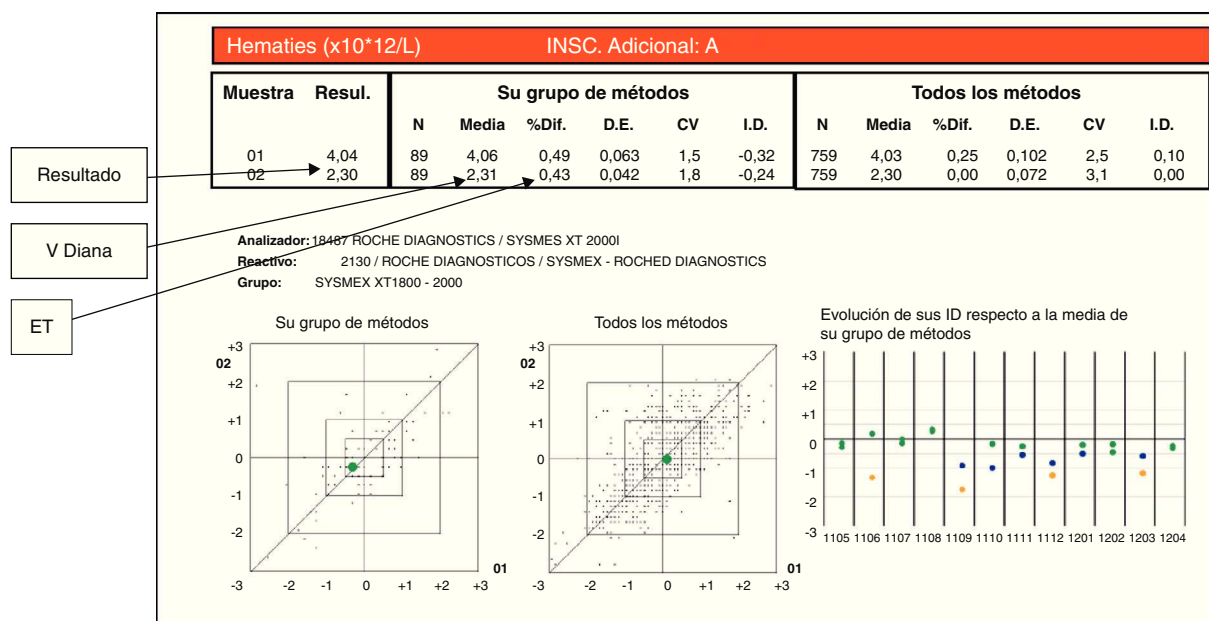 Hematies (x10*12/L) INSC. Adicional: A
Muestra Resul. Su grupo de métodos Todos los métodos
N Media %Dif. D.E. CV I.D. N Media %Dif. D.E. CV I.D.
01 4,04 89 4,06 0,49 0,063 1,5 -0,32 759 4,03 0,25 0,102 2,5 0,10
02 2,30 89 2,31 0,43 0,042 1,8 -0,24 759 2,30 0,00 0,072 3,1 0,00
Resultado
V Diana
ET
Analizador: 18487 ROCHE DIAGNOSTICS / SYSMES XT 2000I
Reactivo: 2130 / ROCHE DIAGNOSTICOS / SYSMEX - ROCHED DIAGNOSTICS
Grupo: SYSMEX XT1800 - 2000
Su grupo de métodos
+3
02
+2
+1
0
-1
-2
01
-3 -2 -1 0 +1 +2 +3
Todos los métodos
+3
02
+2
+1
0
-1
-2
-3
01
-3 -2 -1 0 +1 +2 +3
Evolución de sus ID respecto a la media de
su grupo de métodos
+3
+2
+1
0
-1
-2
-3
1105 1106 1107 1108 1109 1110 1111 1112 1201 1202 1203 1204